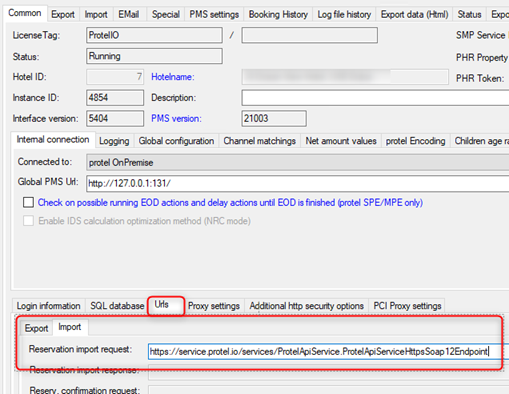 Common Export Import EMail Special PMS settings Booking History Log file history Export data (Html) Status
LicenseTag: ProtelIO / SMP Service
Status: Running PHR Property
Hotel ID: 7 Hotelname: PHR Token:
Instance ID: 4854 Description:
Interface version: 5404 PMS version: 21003
Internal connection Logging Global configuration Channel matchings Net amount values protel Encoding Children age
Connected to: protel OnPremise
Global PMS Url: http://127.0.0.1:131/
Check on possible running EOD actions and delay actions until EOD is finished (protel SPE/MPE only)
Enable IDS calculation optimization method (NRC mode)
Login information SQL database Urls Proxy settings Additional http security options PCI Proxy settings
Export Import
Reservation import request: https://service.protel.io/services/ProtelApiService.ProtelApiServiceHttpsSoap12Endpoint
Reservation import response:
Reserv. confirmation request: